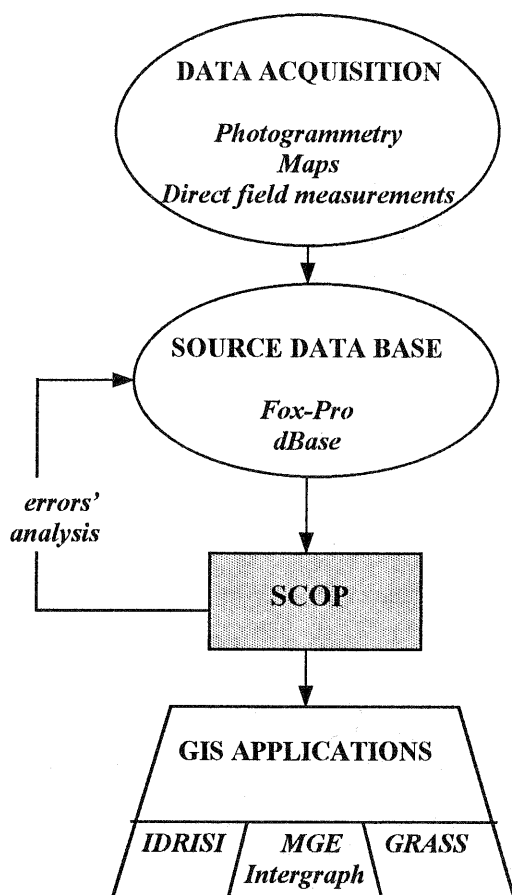 DATA ACQUISITION
Photogrammetry
Maps
Direct field measurements
SOURCE DATA BASE
Fox-Pro
dBase
errors'
analysis
SCOP
GIS APPLICATIONS
IDRISI
MGE
Intergraph
GRASS